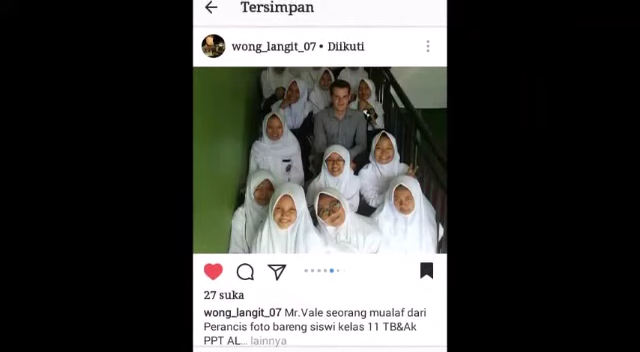 Tersimpan
wong_langit_07 • Diikuti
27 suka
wong_langit_07 Mr.Vale seorang mualaf dari
Perancis foto bareng siswi kelas 11 TB&Ak
PPT AL... lainnya